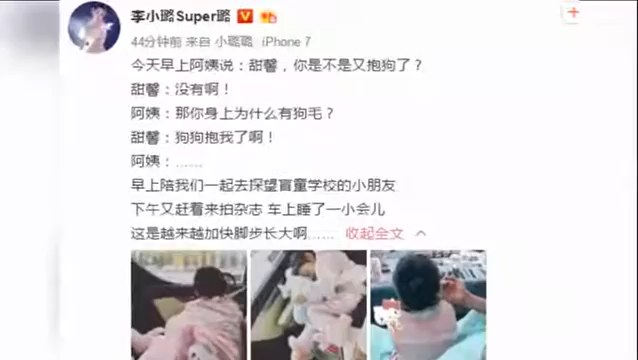 李小璐Super璐
44分钟前 来自 小璐璐 iPhone 7
今天早上阿姨说：甜馨，你是不是又抱狗了？
甜馨：没有啊！
阿姨：那你身上为什么有狗毛？
甜馨：狗狗抱我了啊！
阿姨：……
早上陪我们一起去探望盲童学校的小朋友
下午又赶着来拍杂志 车上睡了一小会儿
这是越来越加快脚步长大啊…… 收起全文